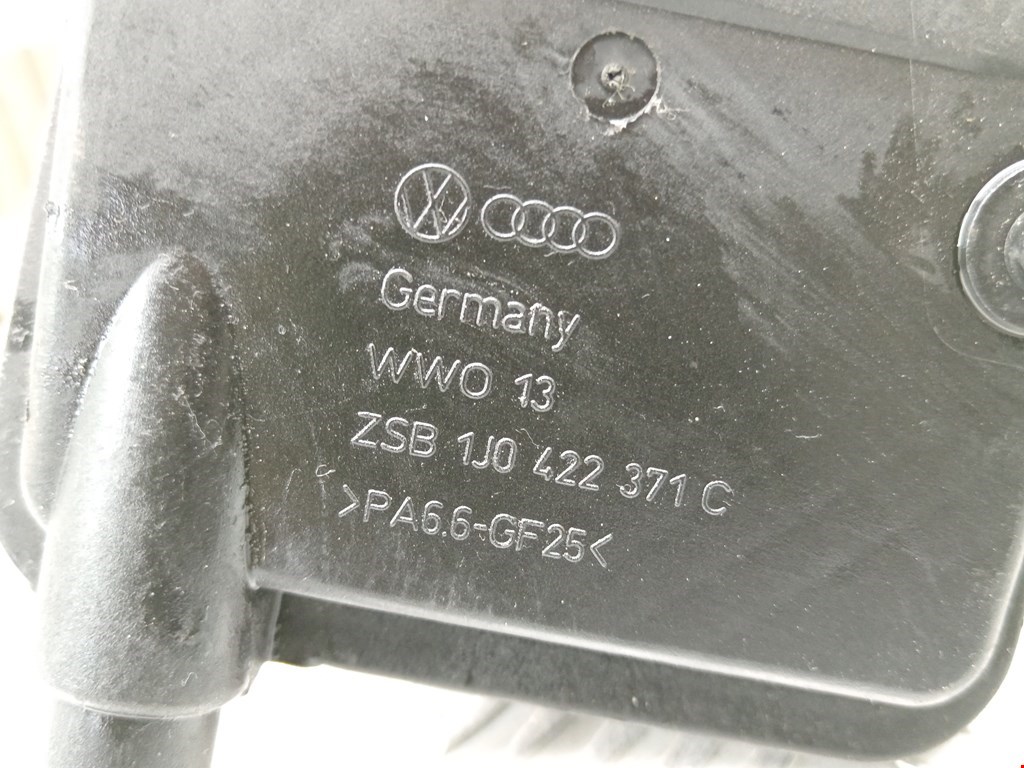 Germany
WWO 13
ZSB 1J0 422 371 C
>PA6.6-GF25<